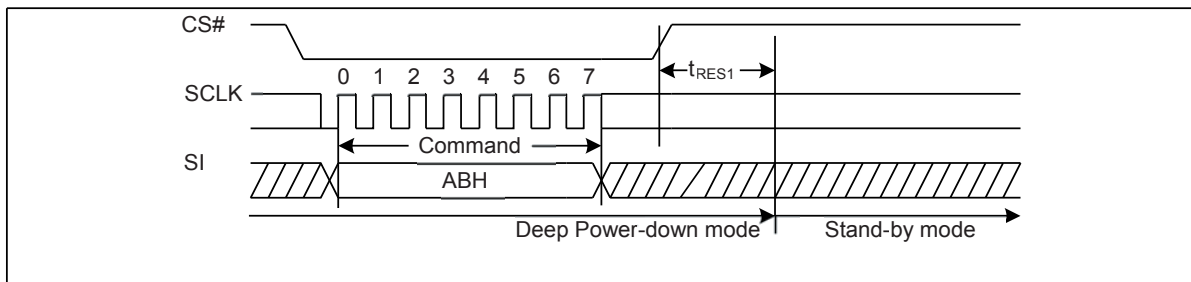 CS#
tRES1
0 1 2 3 4 5 6 7
SCLK
Command
SI
ABH
Deep Power-down mode Stand-by mode